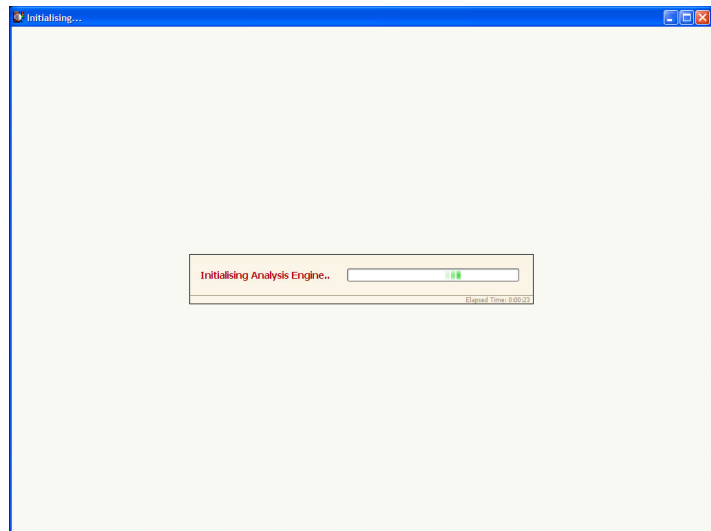 Initialising...
Initialising Analysis Engine..
Elapsed Time: 0:00:23